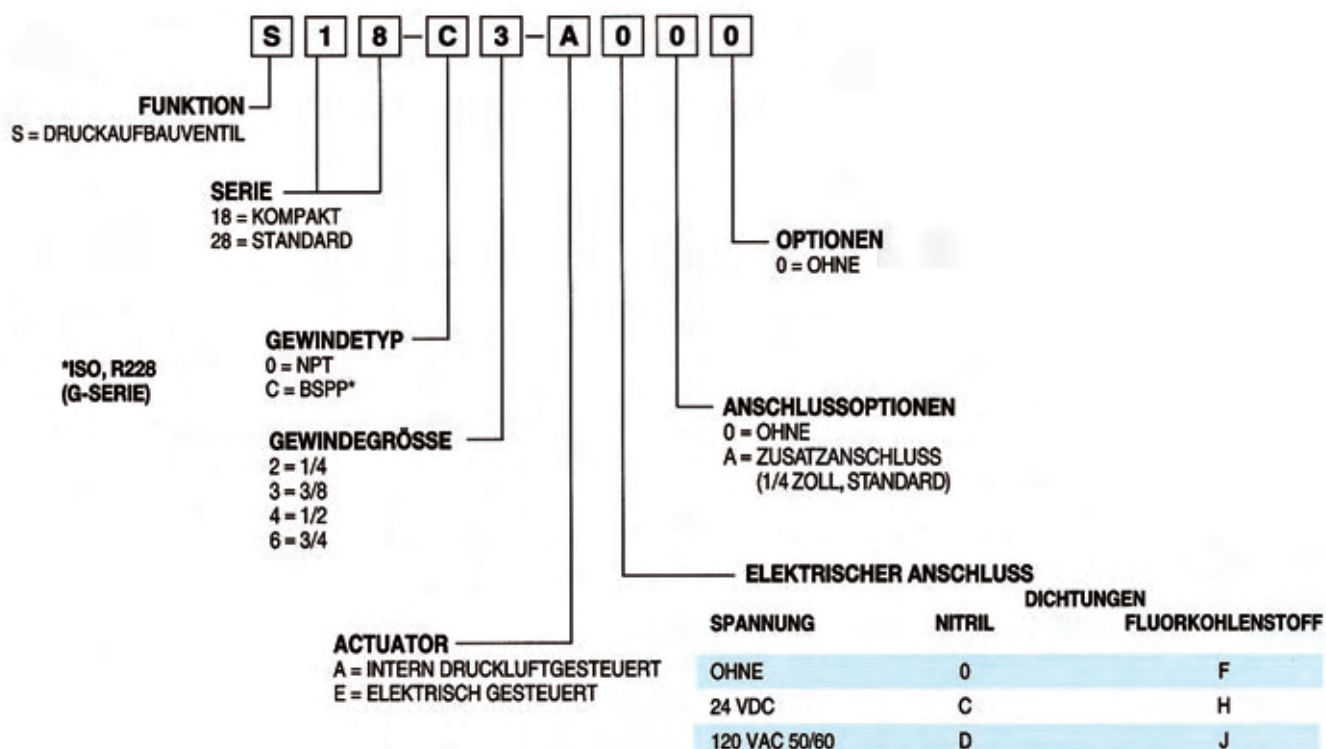 S 1 8 - C 3 - A 0 0 0
FUNKTION
S = DRUCKAUFBAUVENTIL
SERIE
18 = KOMPAKT
28 = STANDARD
OPTIONEN
0 = OHNE
GEWINDETYP
0 = NPT
C = BSPP*
*ISO, R228
(G-SERIE)
ANSCHLUSSOPTIONEN
0 = OHNE
A = ZUSATZANSCHLUSS
(1/4 ZOLL, STANDARD)
GEWINDEGRÖSSE
2 = 1/4
3 = 3/8
4 = 1/2
6 = 3/4
ELEKTRISCHER ANSCHLUSS
DICHTUNGEN
SPANNUNG NITRIL FLUORKOHLENSTOFF
OHNE 0 F
24 VDC C H
120 VAC 50/60 D J
ACTUATOR
A = INTERN DRUCKLUFTGESTEUERT
E = ELEKTRISCH GESTEUERT